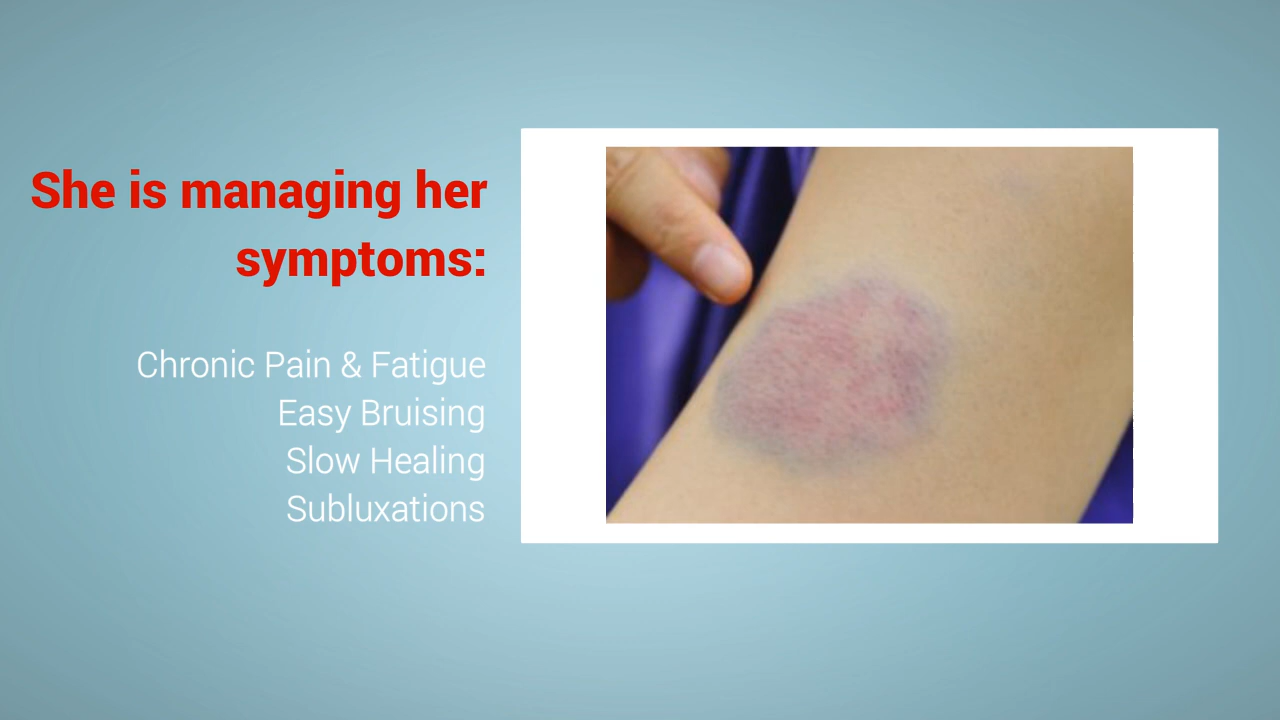 She is managing her
symptoms:
Chronic Pain & Fatigue
Easy Bruising
Slow Healing
Subluxations